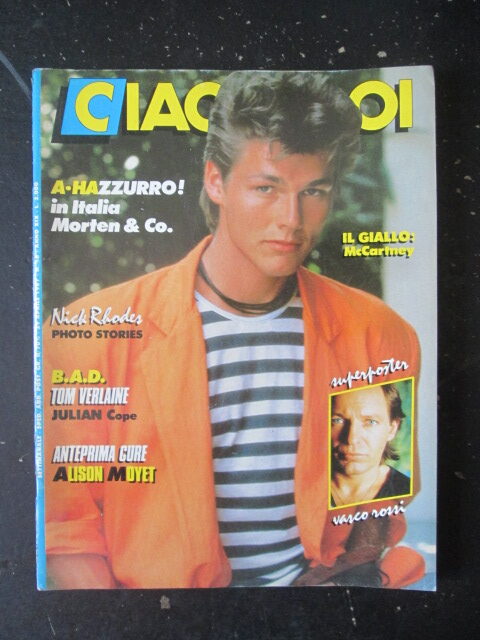 CIAO 2001
A•HAZZURRO!
in Italia
Morten & Co.
IL GIALLO:
McCartney
Nick Rhodes
PHOTO STORIES
B.A.D.
TOM VERLAINE
JULIAN Cope
ANTEPRIMA CURE
ALISON MOYET
superposter
vasco rossi